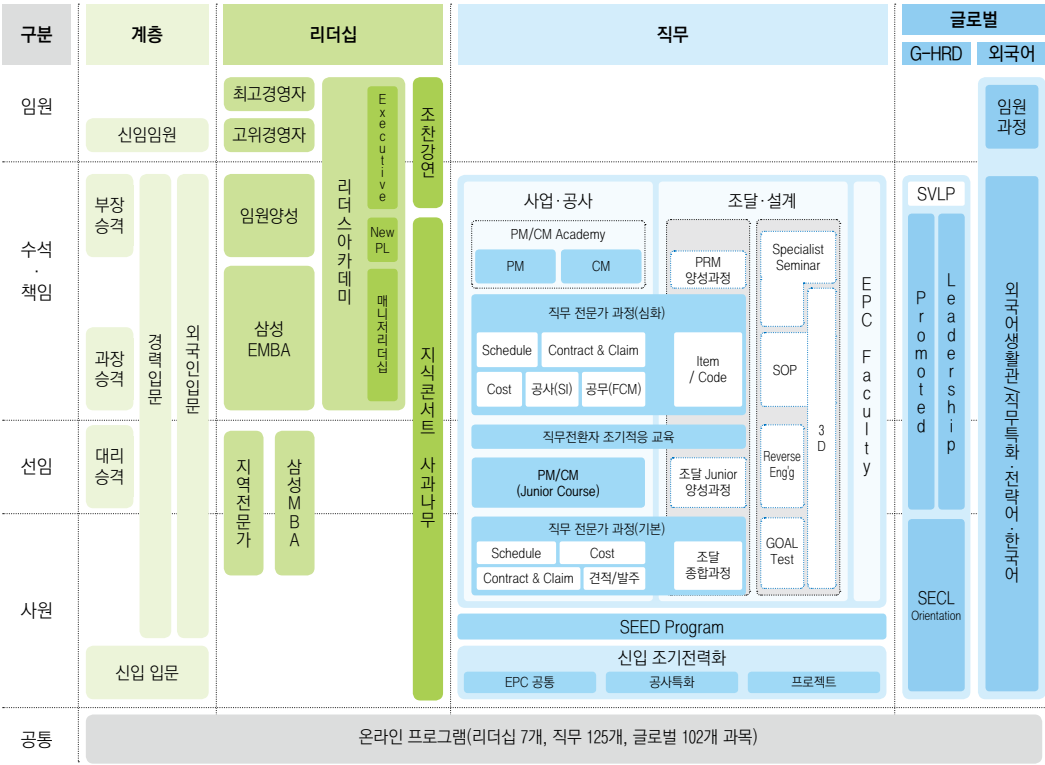 구분
계층
리더십
직무
글로벌
G-HRD
외국어
임원
수석
·
책임
선임
사원
공통
신임임원
부장
승격
과장
승격
대리
승격
경력입문
외국인입문
신입 입문
최고경영자
고위경영자
임원양성
삼성
EMBA
지역전문가
삼성MBA
리더스아카데미
Executive
New
PL
매니저리더십
조찬강연
지식콘서트 사과나무
사업·공사
PM/CM Academy
PM
CM
조달·설계
PRM
양성과정
Specialist
Seminar
직무 전문가 과정(심화)
Schedule
Contract & Claim
Cost
공사(SI)
공무(FCM)
Item
/ Code
SOP
3D
직무전환자 조기적응 교육
PM/CM
(Junior Course)
조달 Junior
양성과정
Reverse
Eng'g
직무 전문가 과정(기본)
Schedule
Cost
Contract & Claim
견적/발주
조달
종합과정
GOAL
Test
EPC Faculty
SEED Program
신입 조기전력화
EPC 공통
공사특화
프로젝트
SVLP
Promoted
Leadership
SECL
Orientation
임원
과정
외국어생활관/직무특화·전략어·한국어
온라인 프로그램(리더십 7개, 직무 125개, 글로벌 102개 과목)